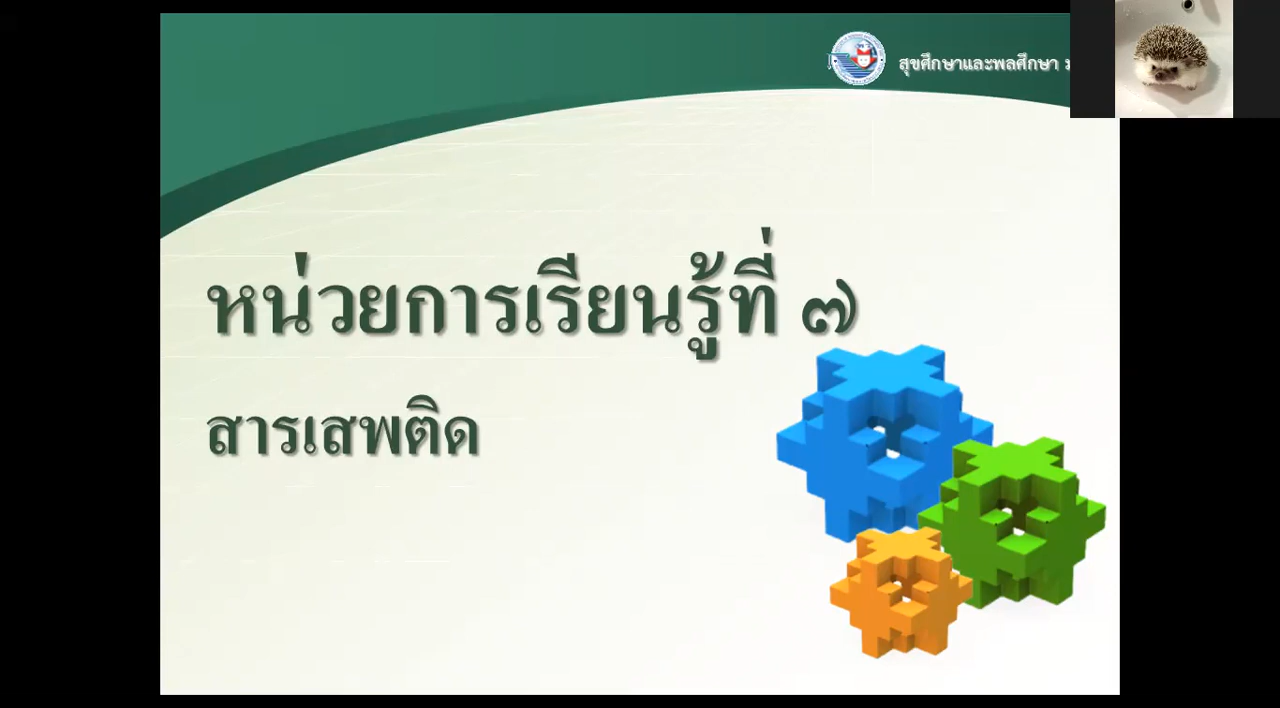 สุขศึกษาและพลศึกษา
หน่วยการเรียนรู้ที่ ๗
สารเสพติด